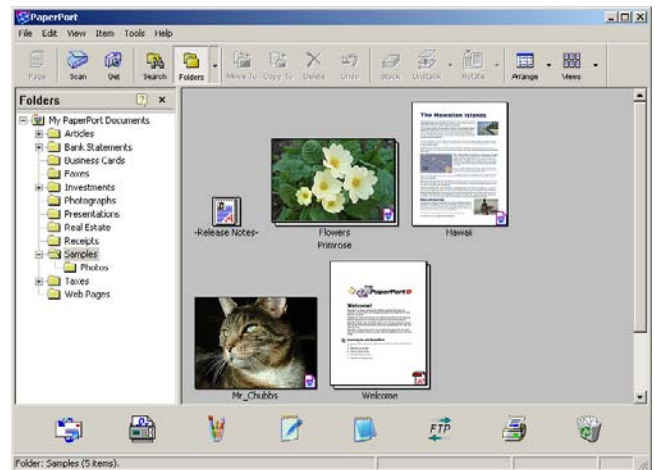 PaperPort
File Edit View Item Tools Help
Page Scan Get Search Folders Move To Copy To Delete Undo Stack Unstack Rotate Arrange Views
Folders
My PaperPort Documents
Articles
Bank Statements
Business Cards
Faxes
Investments
Photographs
Presentations
Real Estate
Receipts
Samples
Photos
Taxes
Web Pages
The Hawaiian Islands
-Release Notes-
Flowers
Primrose
Hawaii
PaperPort
Welcome!
Mr_Chubbs
Welcome
FTP
Folder: Samples (5 items).